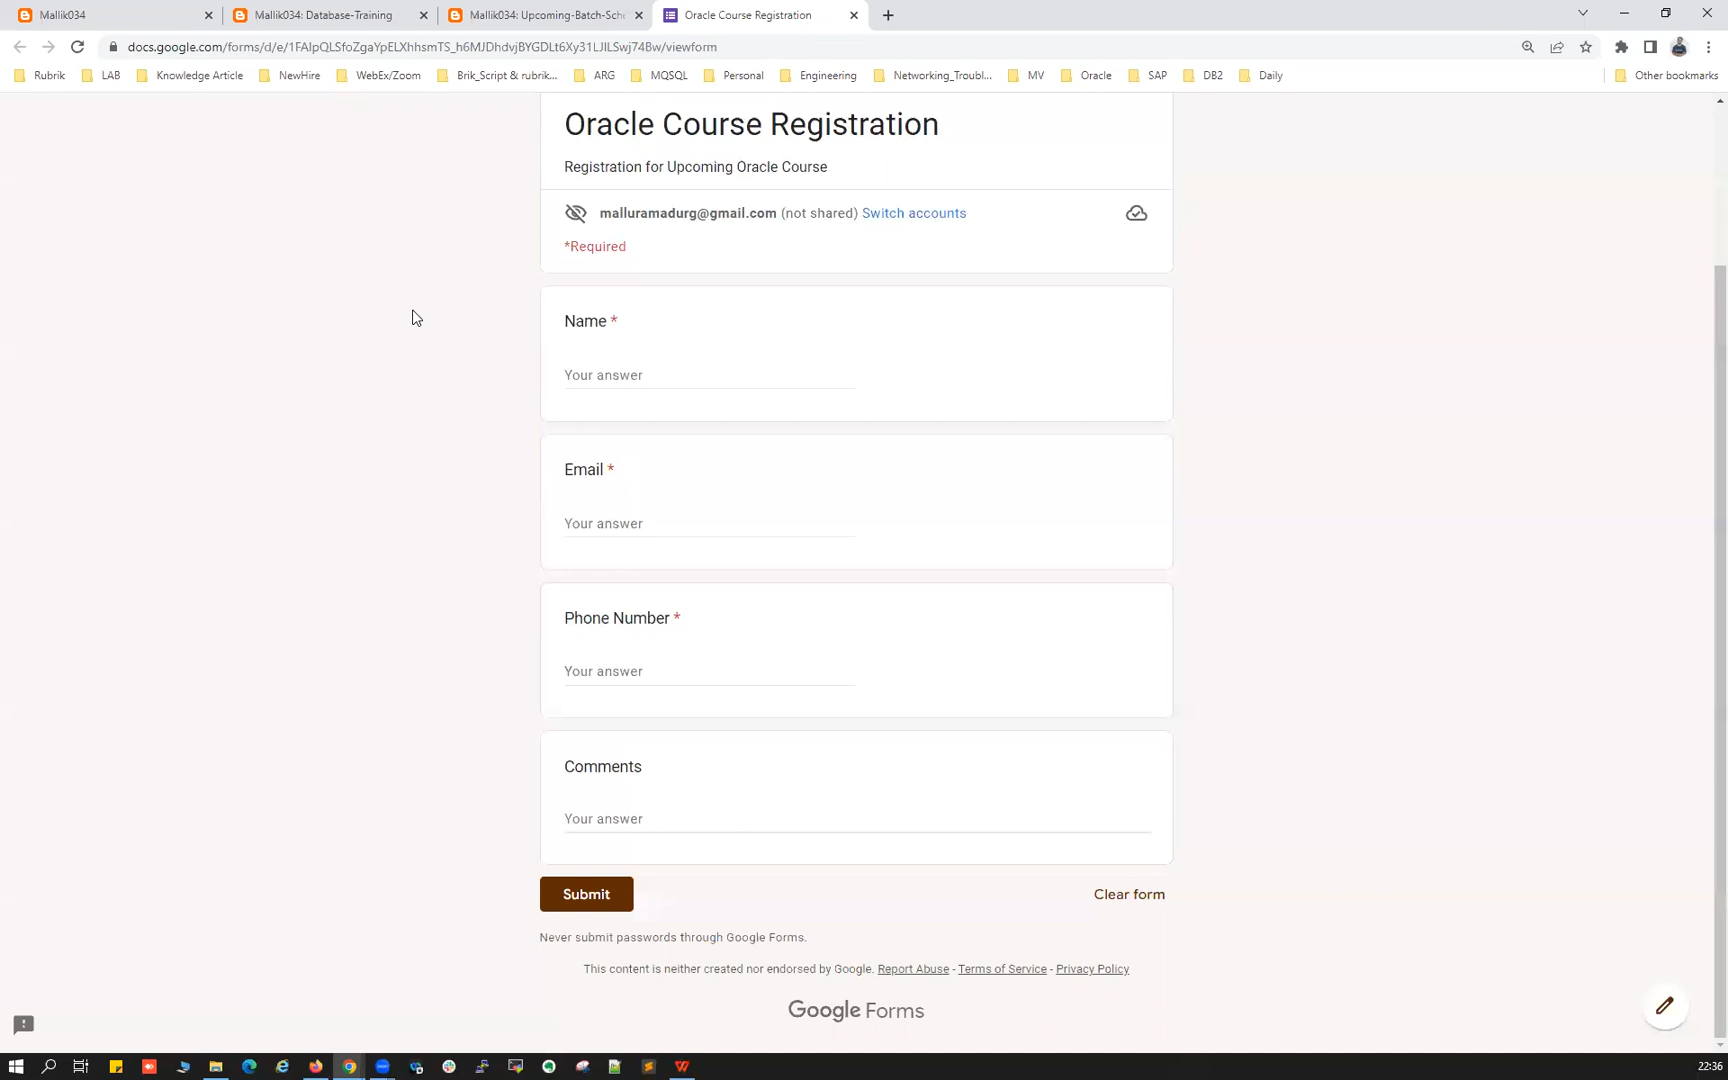 Mallik034
Mallik034: Database-Training
Mallik034: Upcoming-Batch-Sche
Oracle Course Registration
docs.google.com/forms/d/e/1FAIpQLSfoZgaYpELXhhsmTS_h6MJDhdvjBYGDLt6Xy31LJILSwj74Bw/viewform
Rubrik LAB Knowledge Article NewHire WebEx/Zoom Brik_Script & rubrik... ARG MQSQL Personal Engineering Networking_Troubl... MV Oracle SAP DB2 Daily Other bookmarks
Oracle Course Registration
Registration for Upcoming Oracle Course
malluramadurg@gmail.com (not shared) Switch accounts
*Required
Name *
Your answer
Email *
Your answer
Phone Number *
Your answer
Comments
Your answer
Submit Clear form
Never submit passwords through Google Forms.
This content is neither created nor endorsed by Google. Report Abuse - Terms of Service - Privacy Policy
Google Forms
22:36